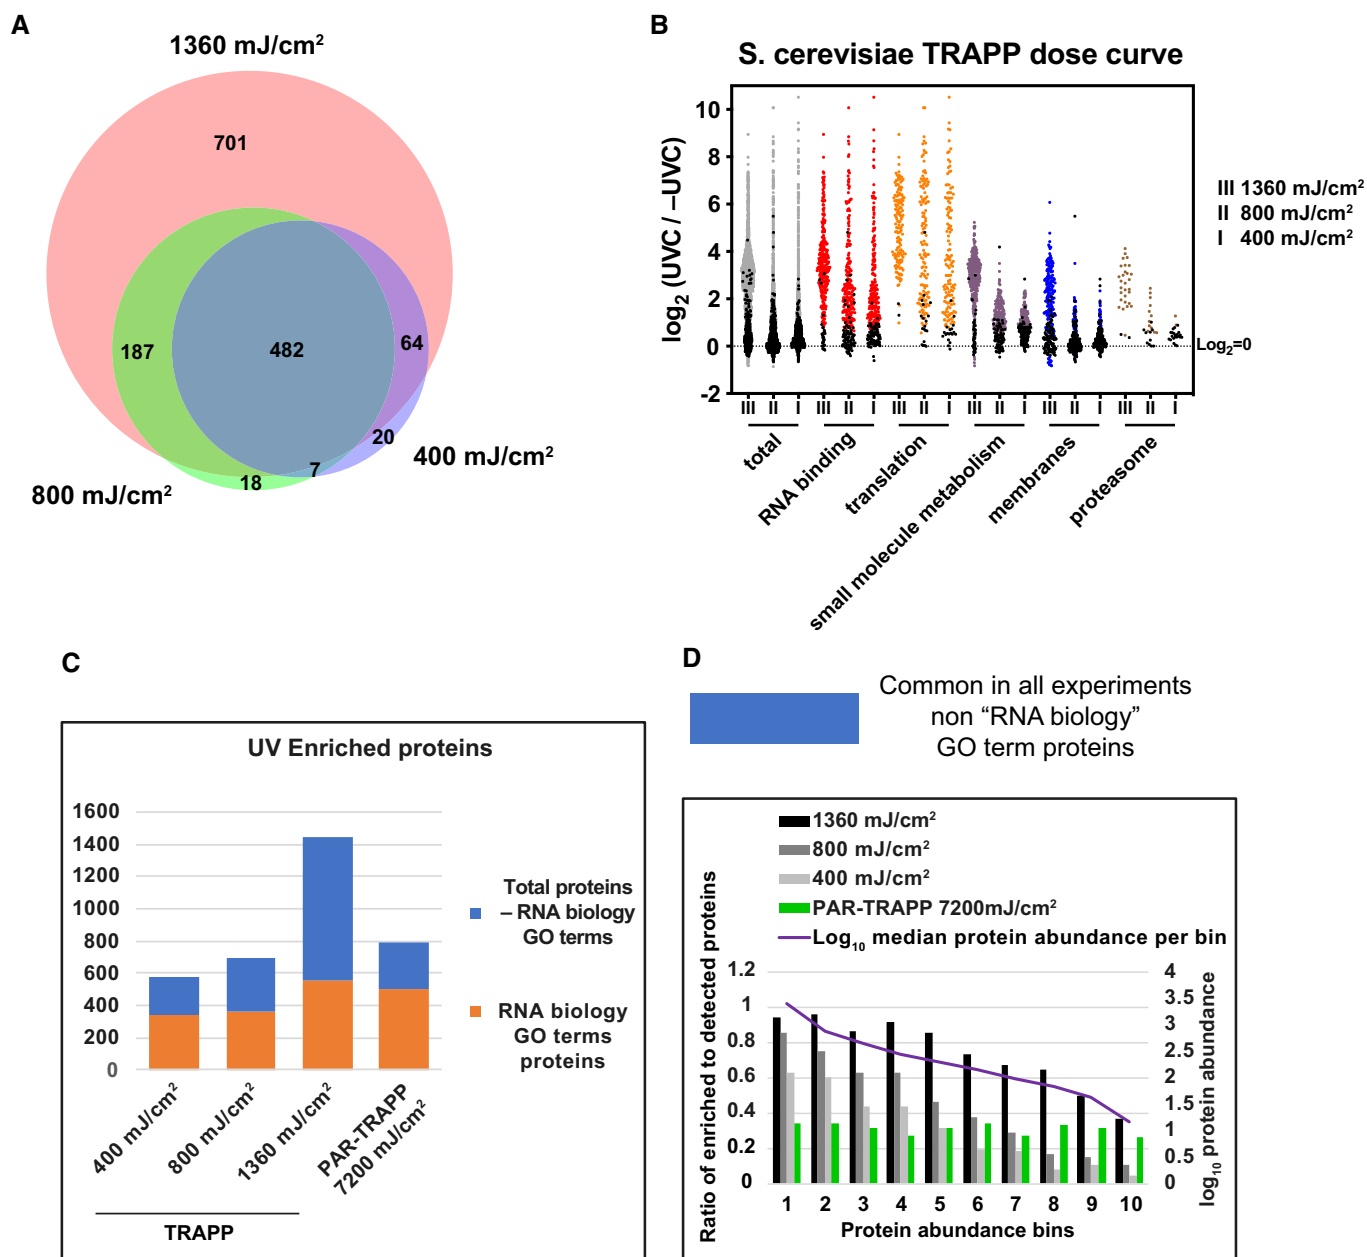 A
1360 mJ/cm²
701
187
482
64
20
7
18
400 mJ/cm²
800 mJ/cm²
B
S. cerevisiae TRAPP dose curve
log₂ (UVC / –UVC)
10
8
6
4
2
0
-2
Log₂=0
III 1360 mJ/cm²
II 800 mJ/cm²
I 400 mJ/cm²
III II I III II I III II I III II I III II I III II I
total
RNA binding
translation
small molecule metabolism
membranes
proteasome
C
UV Enriched proteins
1600
1400
1200
1000
800
600
400
200
0
400 mJ/cm²
800 mJ/cm²
1360 mJ/cm²
PAR-TRAPP
7200 mJ/cm²
TRAPP
Total proteins
– RNA biology
GO terms
RNA biology
GO terms
proteins
D
Common in all experiments
non “RNA biology”
GO term proteins
1360 mJ/cm²
800 mJ/cm²
400 mJ/cm²
PAR-TRAPP 7200mJ/cm²
Log₁₀ median protein abundance per bin
Ratio of enriched to detected proteins
1.2
1
0.8
0.6
0.4
0.2
0
4
3.5
3
2.5
2
1.5
1
0.5
0
log₁₀ protein abundance
1 2 3 4 5 6 7 8 9 10
Protein abundance bins